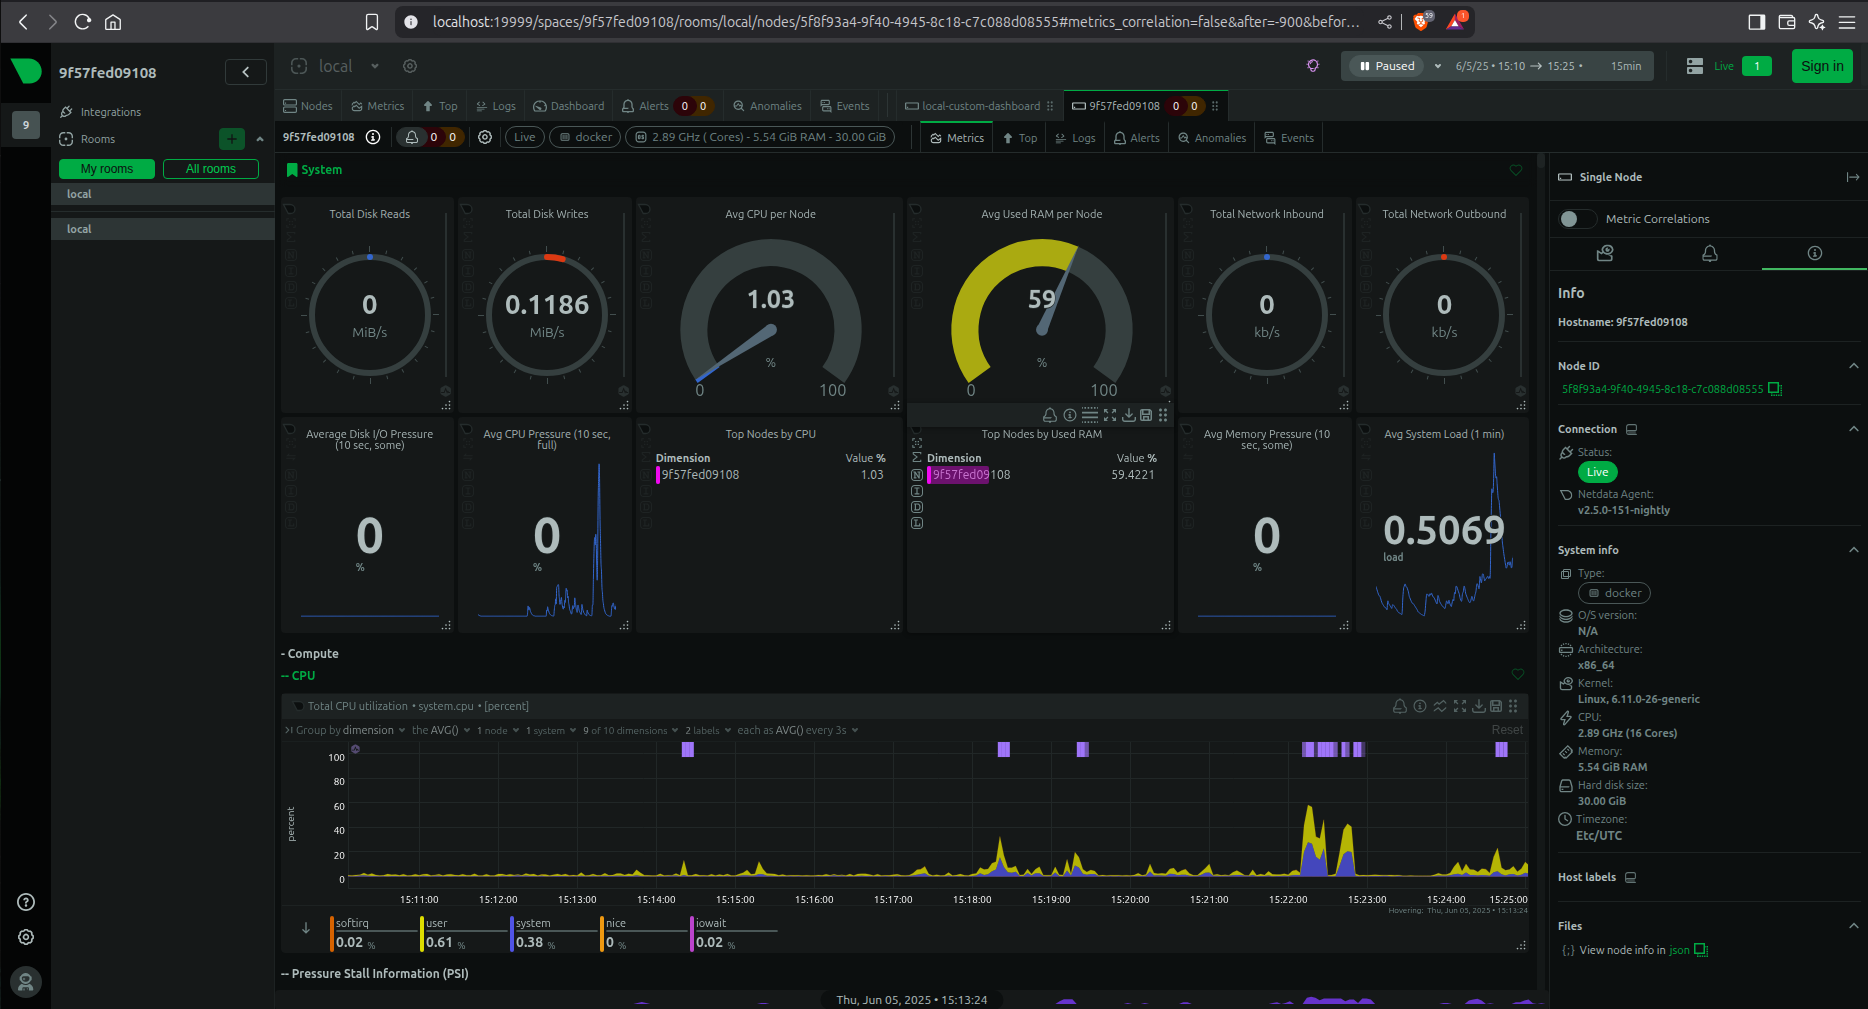 localhost:19999/spaces/9f57fed09108/rooms/local/nodes/5f8f93a4-9f40-4945-8c18-c7c088d08555#metrics_correlation=false&after=-900&befor...
59
1
9f57fed09108
local
Paused
6/5/25 • 15:10 → 15:25 •
15min
Live
1
Sign in
9
Integrations
Rooms
+
My rooms
All rooms
local
local
Nodes
Metrics
Top
Logs
Dashboard
Alerts 0 0
Anomalies
Events
local-custom-dashboard
9f57fed09108 0 0
9f57fed09108
0 0
Live
docker
2.89 GHz ( Cores) - 5.54 GiB RAM - 30.00 GiB
Metrics
Top
Logs
Alerts
Anomalies
Events
System
Total Disk Reads
0
MiB/s
Total Disk Writes
0.1186
MiB/s
Avg CPU per Node
1.03
%
0 100
Avg Used RAM per Node
59
%
0 100
Total Network Inbound
0
kb/s
Total Network Outbound
0
kb/s
Average Disk I/O Pressure
(10 sec, some)
0
%
Avg CPU Pressure (10 sec,
full)
0
%
Top Nodes by CPU
Dimension Value %
9f57fed09108 1.03
Top Nodes by Used RAM
Dimension Value %
9f57fed09108 59.4221
Avg Memory Pressure (10
sec, some)
0
%
Avg System Load (1 min)
0.5069
load
- Compute
-- CPU
Total CPU utilization • system.cpu • [percent]
Group by dimension the AVG() 1 node 1 system 9 of 10 dimensions 2 labels each as AVG() every 3s
Reset
percent
100
80
60
40
20
0
15:11:00 15:12:00 15:13:00 15:14:00 15:15:00 15:16:00 15:17:00 15:18:00 15:19:00 15:20:00 15:21:00 15:22:00 15:23:00 15:24:00 15:25:00
Hovering: Thu, Jun 05, 2025 • 15:13:24
softirq
0.02 %
user
0.61 %
system
0.38 %
nice
0 %
iowait
0.02 %
-- Pressure Stall Information (PSI)
Thu, Jun 05, 2025 • 15:13:24
Single Node
Metric Correlations
Info
Hostname: 9f57fed09108
Node ID
5f8f93a4-9f40-4945-8c18-c7c088d08555
Connection
Status:
Live
Netdata Agent:
v2.5.0-151-nightly
System info
Type:
docker
O/S version:
N/A
Architecture:
x86_64
Kernel:
Linux, 6.11.0-26-generic
CPU:
2.89 GHz (16 Cores)
Memory:
5.54 GiB RAM
Hard disk size:
30.00 GiB
Timezone:
Etc/UTC
Host labels
Files
View node info in json